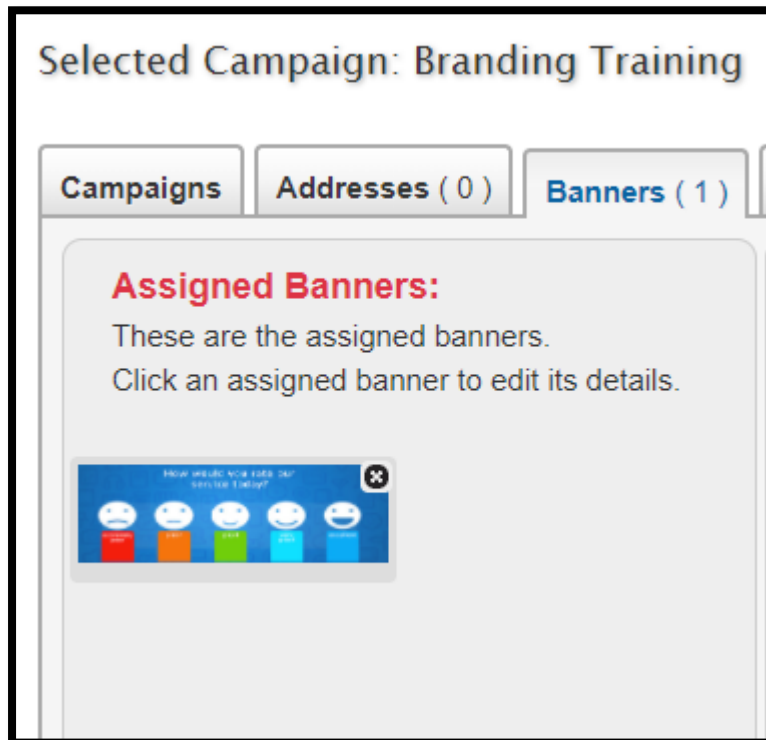 Selected Campaign: Branding Training
Campaigns
Addresses ( 0 )
Banners ( 1 )
Assigned Banners:
These are the assigned banners.
Click an assigned banner to edit its details.
How would you rate our
service today?